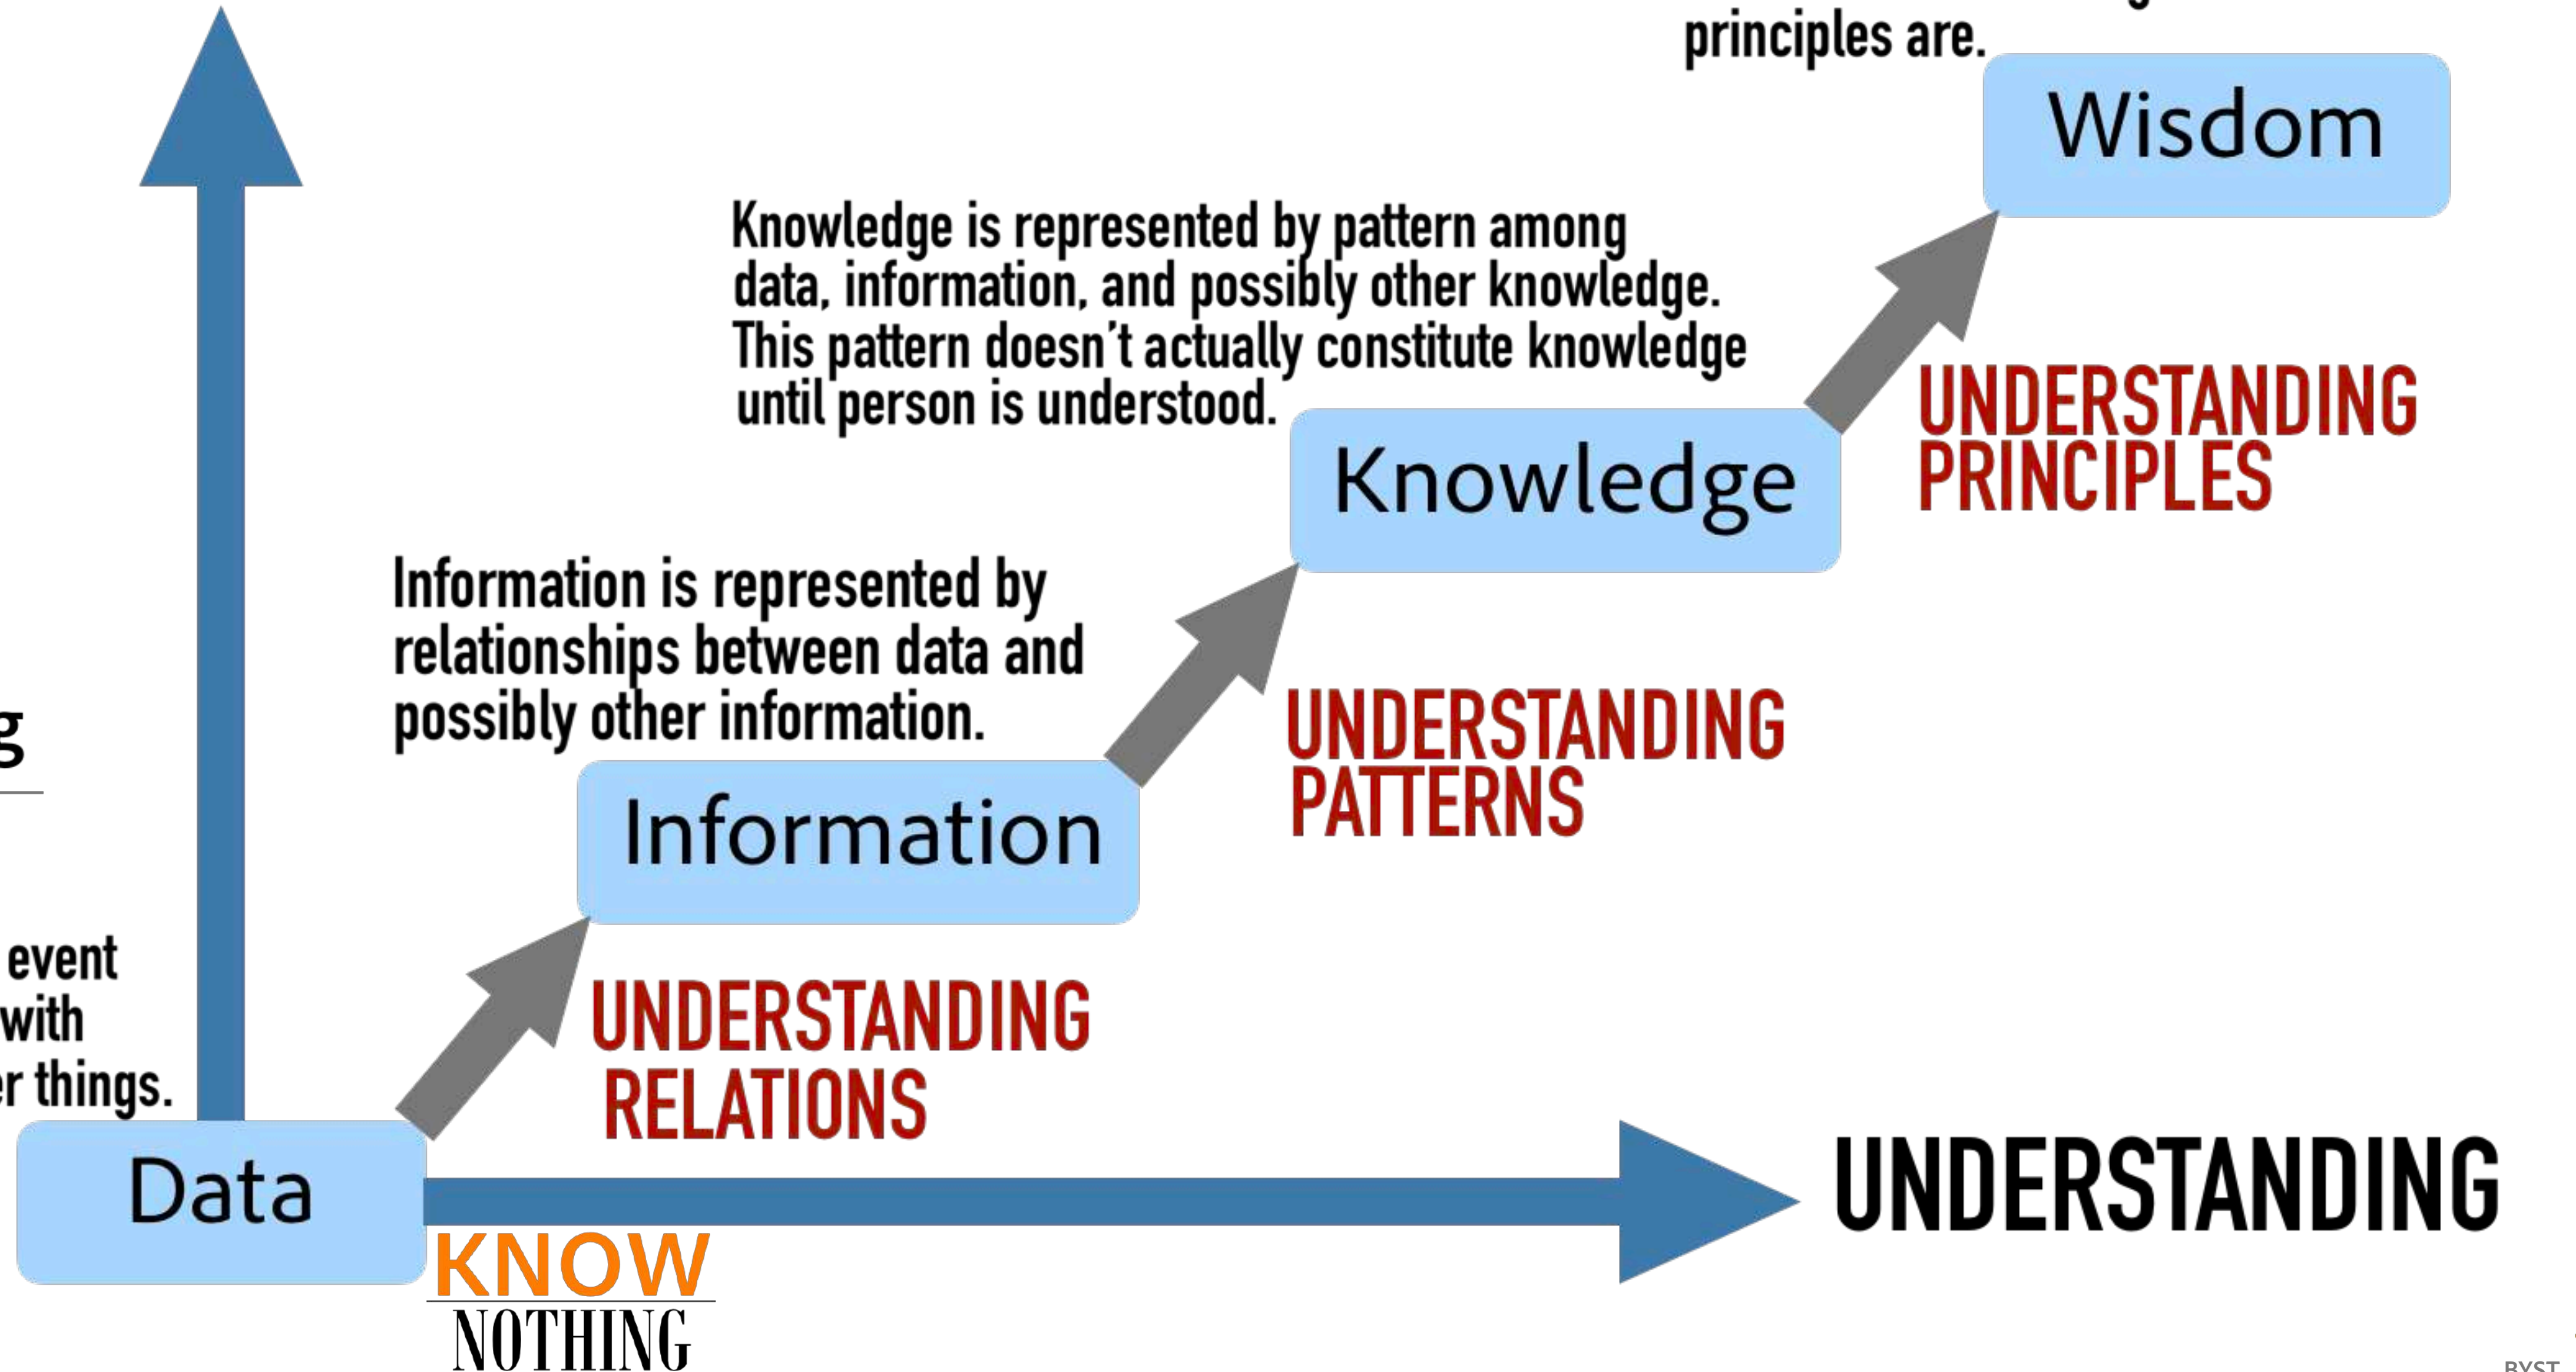 principles are.
Wisdom
Knowledge is represented by pattern among
data, information, and possibly other knowledge.
This pattern doesn't actually constitute knowledge
until person is understood.
UNDERSTANDING
PRINCIPLES
Knowledge
Information is represented by
relationships between data and
possibly other information.
g
UNDERSTANDING
PATTERNS
Information
event
with
er things.
UNDERSTANDING
RELATIONS
Data
UNDERSTANDING
KNOW
NOTHING